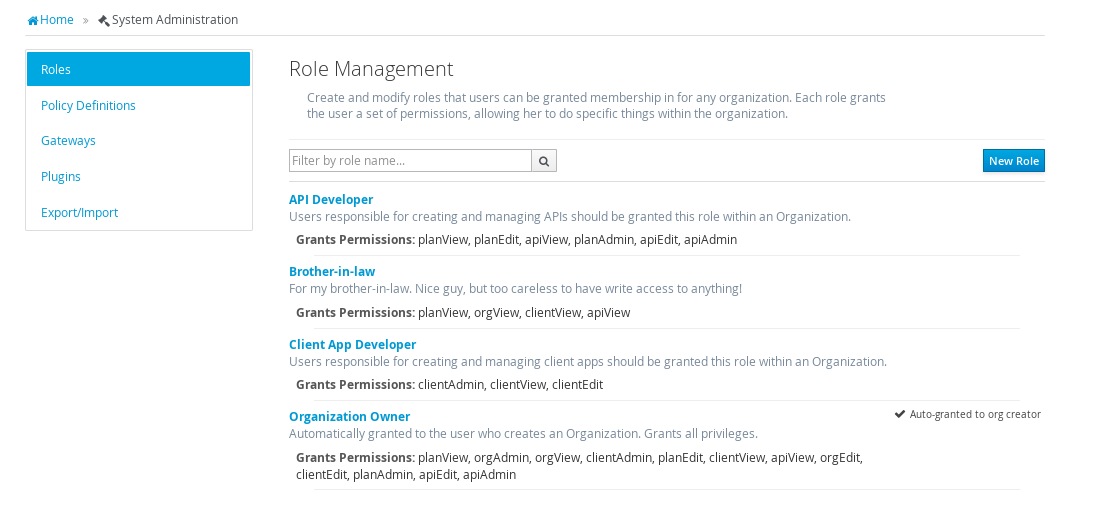 Home » System Administration
Roles
Policy Definitions
Gateways
Plugins
Export/Import
Role Management
Create and modify roles that users can be granted membership in for any organization. Each role grants
the user a set of permissions, allowing her to do specific things within the organization.
Filter by role name...
New Role
API Developer
Users responsible for creating and managing APIs should be granted this role within an Organization.
Grants Permissions: planView, planEdit, apiView, planAdmin, apiEdit, apiAdmin
Brother-in-law
For my brother-in-law. Nice guy, but too careless to have write access to anything!
Grants Permissions: planView, orgView, clientView, apiView
Client App Developer
Users responsible for creating and managing client apps should be granted this role within an Organization.
Grants Permissions: clientAdmin, clientView, clientEdit
Organization Owner
Auto-granted to org creator
Automatically granted to the user who creates an Organization. Grants all privileges.
Grants Permissions: planView, orgAdmin, orgView, clientAdmin, planEdit, clientView, apiView, orgEdit,
clientEdit, planAdmin, apiEdit, apiAdmin